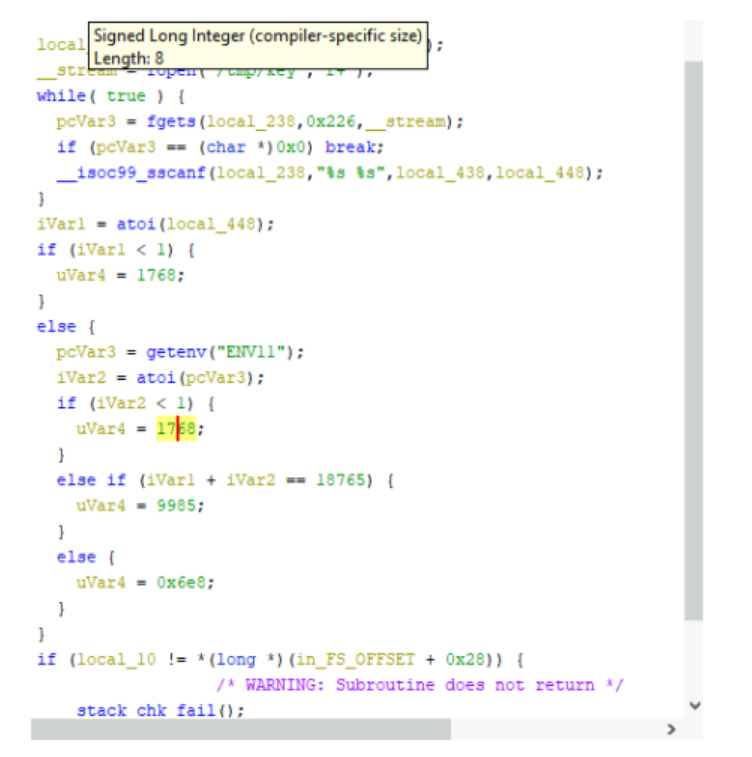 Signed Long Integer (compiler-specific size)
local );
Length: 8
__stream = fopen("/tmp/key","r+");
while( true ) {
pcVar3 = fgets(local_238,0x226,__stream);
if (pcVar3 == (char *)0x0) break;
__isoc99_sscanf(local_238,"%s %s",local_438,local_448);
}
iVar1 = atoi(local_448);
if (iVar1 < 1) {
uVar4 = 1768;
}
else {
pcVar3 = getenv("ENV11");
iVar2 = atoi(pcVar3);
if (iVar2 < 1) {
uVar4 = 1768;
}
else if (iVar1 + iVar2 == 18765) {
uVar4 = 9985;
}
else {
uVar4 = 0x6e8;
}
}
if (local_10 != *(long *)(in_FS_OFFSET + 0x28)) {
/* WARNING: Subroutine does not return */
stack chk fail();